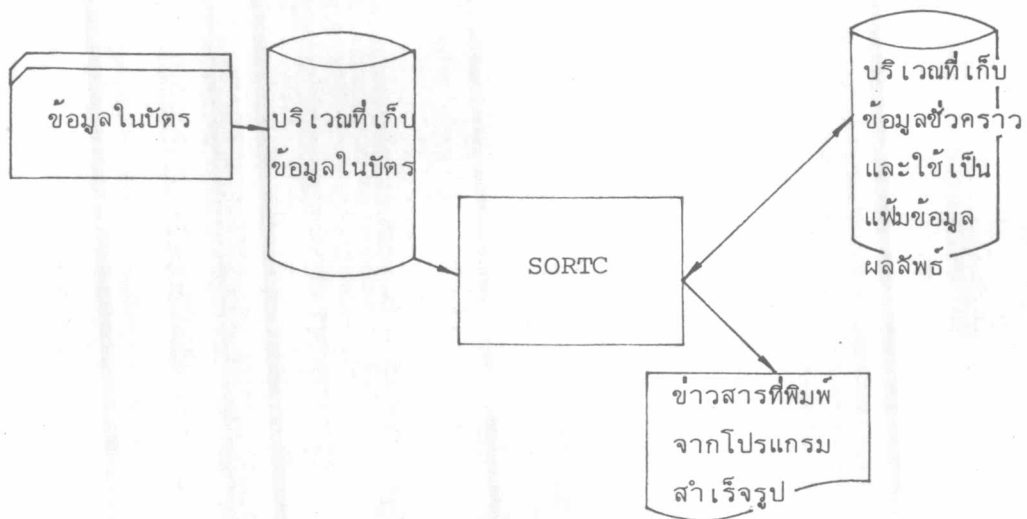 ข้อมูลในบัตร
บริเวณที่เก็บ
ข้อมูลในบัตร
SORTC
บริเวณที่เก็บ
ข้อมูลชั่วคราว
และใช้เป็น
แฟ้มข้อมูล
ผลลัพธ์
ข่าวสารที่พิมพ์
จากโปรแกรม
สำเร็จรูป